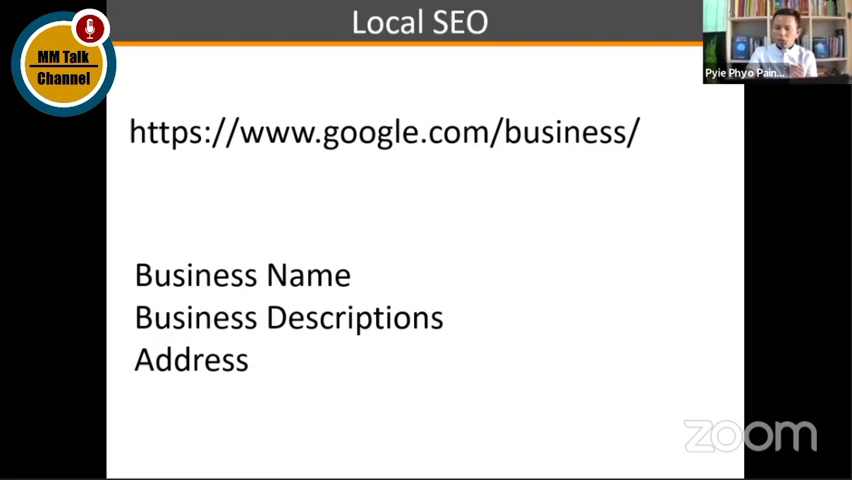 Local SEO
MM Talk
Channel
Pyie Phyo Pain...
https://www.google.com/business/
Business Name
Business Descriptions
Address
zoom